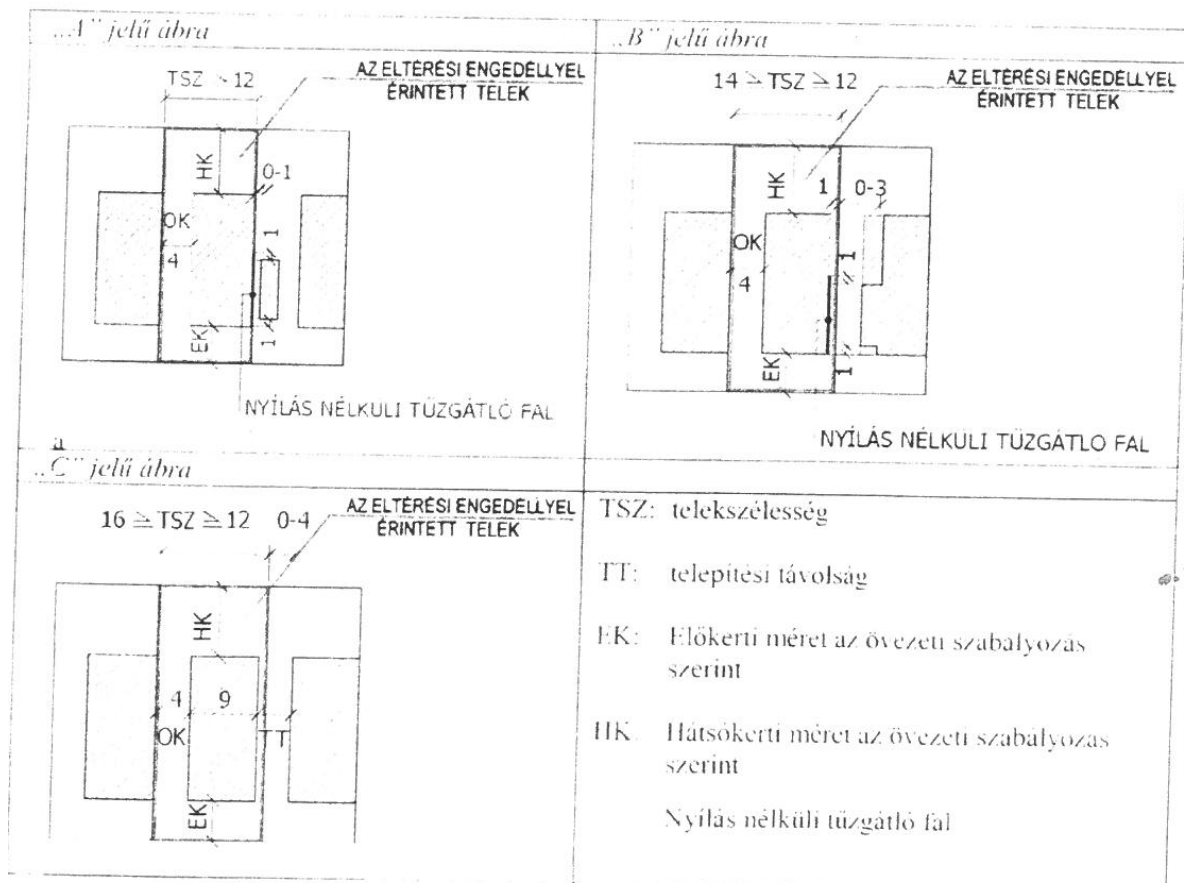 „A” jelű ábra
TSZ > 12
AZ ELTÉRÉSI ENGEDÉLLYEL
ÉRINTETT TELEK
HK
0-1
OK
4
1
EK
1
NYÍLÁS NÉLKÜLI TŰZGÁTLÓ FAL
a
„B” jelű ábra
14 ≥ TSZ ≥ 12
AZ ELTÉRÉSI ENGEDÉLLYEL
ÉRINTETT TELEK
HK
1 0-3
OK
4
1
EK
1
NYÍLÁS NÉLKÜLI TŰZGÁTLO FAL
„C” jelű ábra
16 ≥ TSZ ≥ 12 0-4
AZ ELTÉRÉSI ENGEDÉLLYEL
ÉRINTETT TELEK
HK
4 9
OK TT
EK
TSZ: telekszélesség
TT: telepítési távolság
EK: Előkerti méret az övezeti szabályozás
szerint
HK: Hátsókerti méret az övezeti szabályozás
szerint
Nyílás nélküli tűzgátló fal